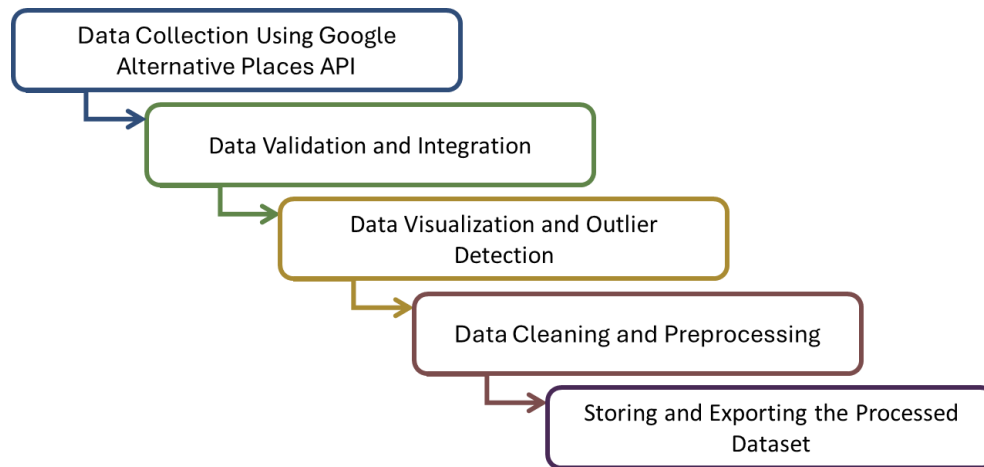 Data Collection Using Google
Alternative Places API
Data Validation and Integration
Data Visualization and Outlier
Detection
Data Cleaning and Preprocessing
Storing and Exporting the Processed
Dataset